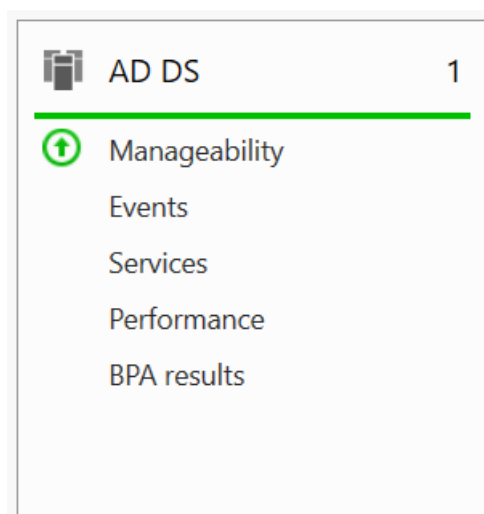 AD DS 1
Manageability
Events
Services
Performance
BPA results